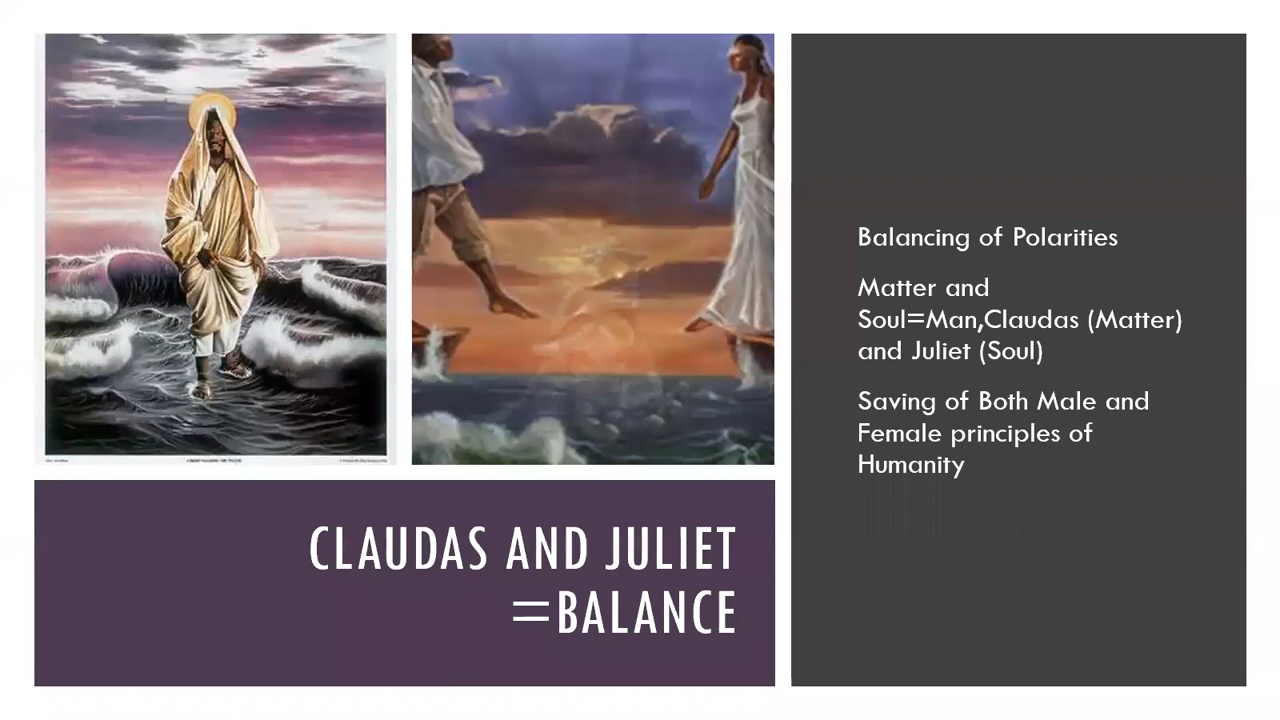 CLAUDAS AND JULIET
=BALANCE
Balancing of Polarities
Matter and
Soul=Man,Claudas (Matter)
and Juliet (Soul)
Saving of Both Male and
Female principles of
Humanity